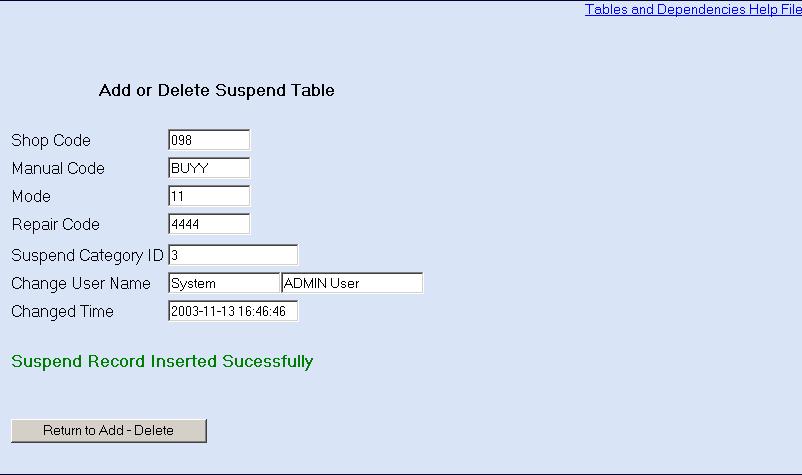 Tables and Dependencies Help File
Add or Delete Suspend Table
Shop Code 098
Manual Code BUYY
Mode 11
Repair Code 4444
Suspend Category ID 3
Change User Name System ADMIN User
Changed Time 2003-11-13 16:46:46
Suspend Record Inserted Sucessfully
Return to Add - Delete